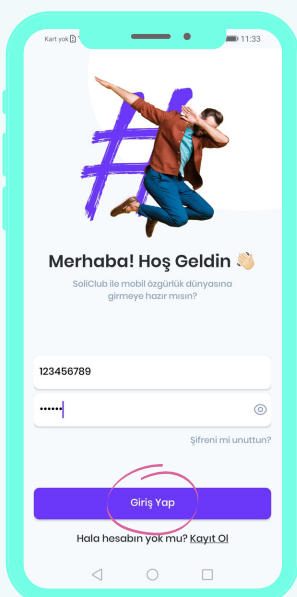 Kart yok
11:33
Merhaba! Hoş Geldin
SoliClub ile mobil özgürlük dünyasına
girmeye hazır mısın?
123456789
••••••
Şifreni mi unuttun?
Giriş Yap
Hala hesabın yok mu? Kayıt Ol